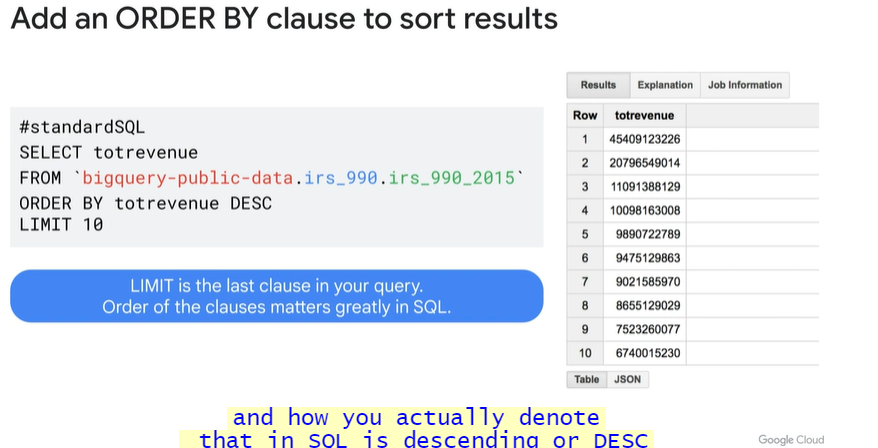 Add an ORDER BY clause to sort results
#standardSQL
SELECT totrevenue
FROM `bigquery-public-data.irs_990.irs_990_2015`
ORDER BY totrevenue DESC
LIMIT 10
LIMIT is the last clause in your query.
Order of the clauses matters greatly in SQL.
Results Explanation Job Information
Row totrevenue
1 45409123226
2 20796549014
3 11091388129
4 10098163008
5 9890722789
6 9475129863
7 9021585970
8 8655129029
9 7523260077
10 6740015230
Table JSON
and how you actually denote
that in SQL is descending or DESC
Google Cloud